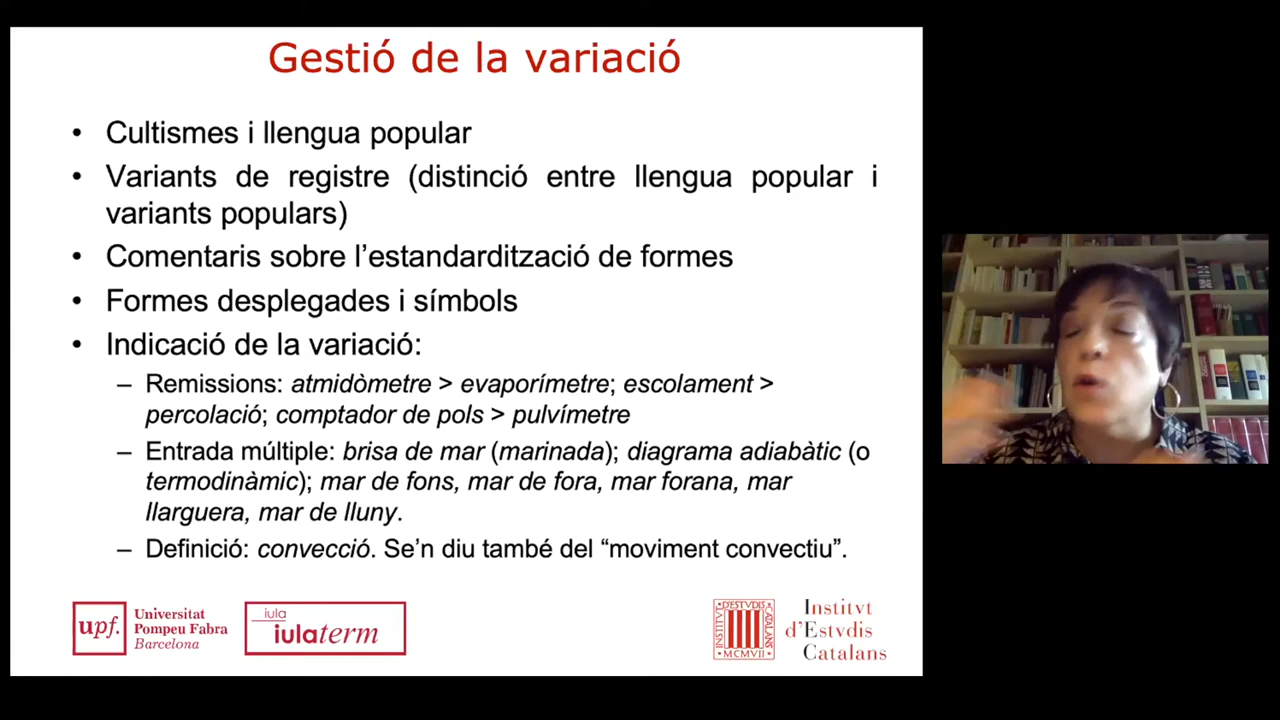 Gestió de la variació
• Cultismes i llengua popular
• Variants de registre (distinció entre llengua popular i
variants populars)
• Comentaris sobre l’estandardització de formes
• Formes desplegades i símbols
• Indicació de la variació:
– Remissions: atmidòmetre > evaporímetre; escolament >
percolació; comptador de pols > pulvímetre
– Entrada múltiple: brisa de mar (marinada); diagrama adiabàtic (o
termodinàmic); mar de fons, mar de fora, mar forana, mar
llarguera, mar de lluny.
– Definició: convecció. Se’n diu també del “moviment convectiu”.
upf.
Universitat
Pompeu Fabra
Barcelona
iula
iulaterm
INSTITVT D'ESTVDIS CATALANS
MCMVII
Institvt
d’Estvdis
Catalans